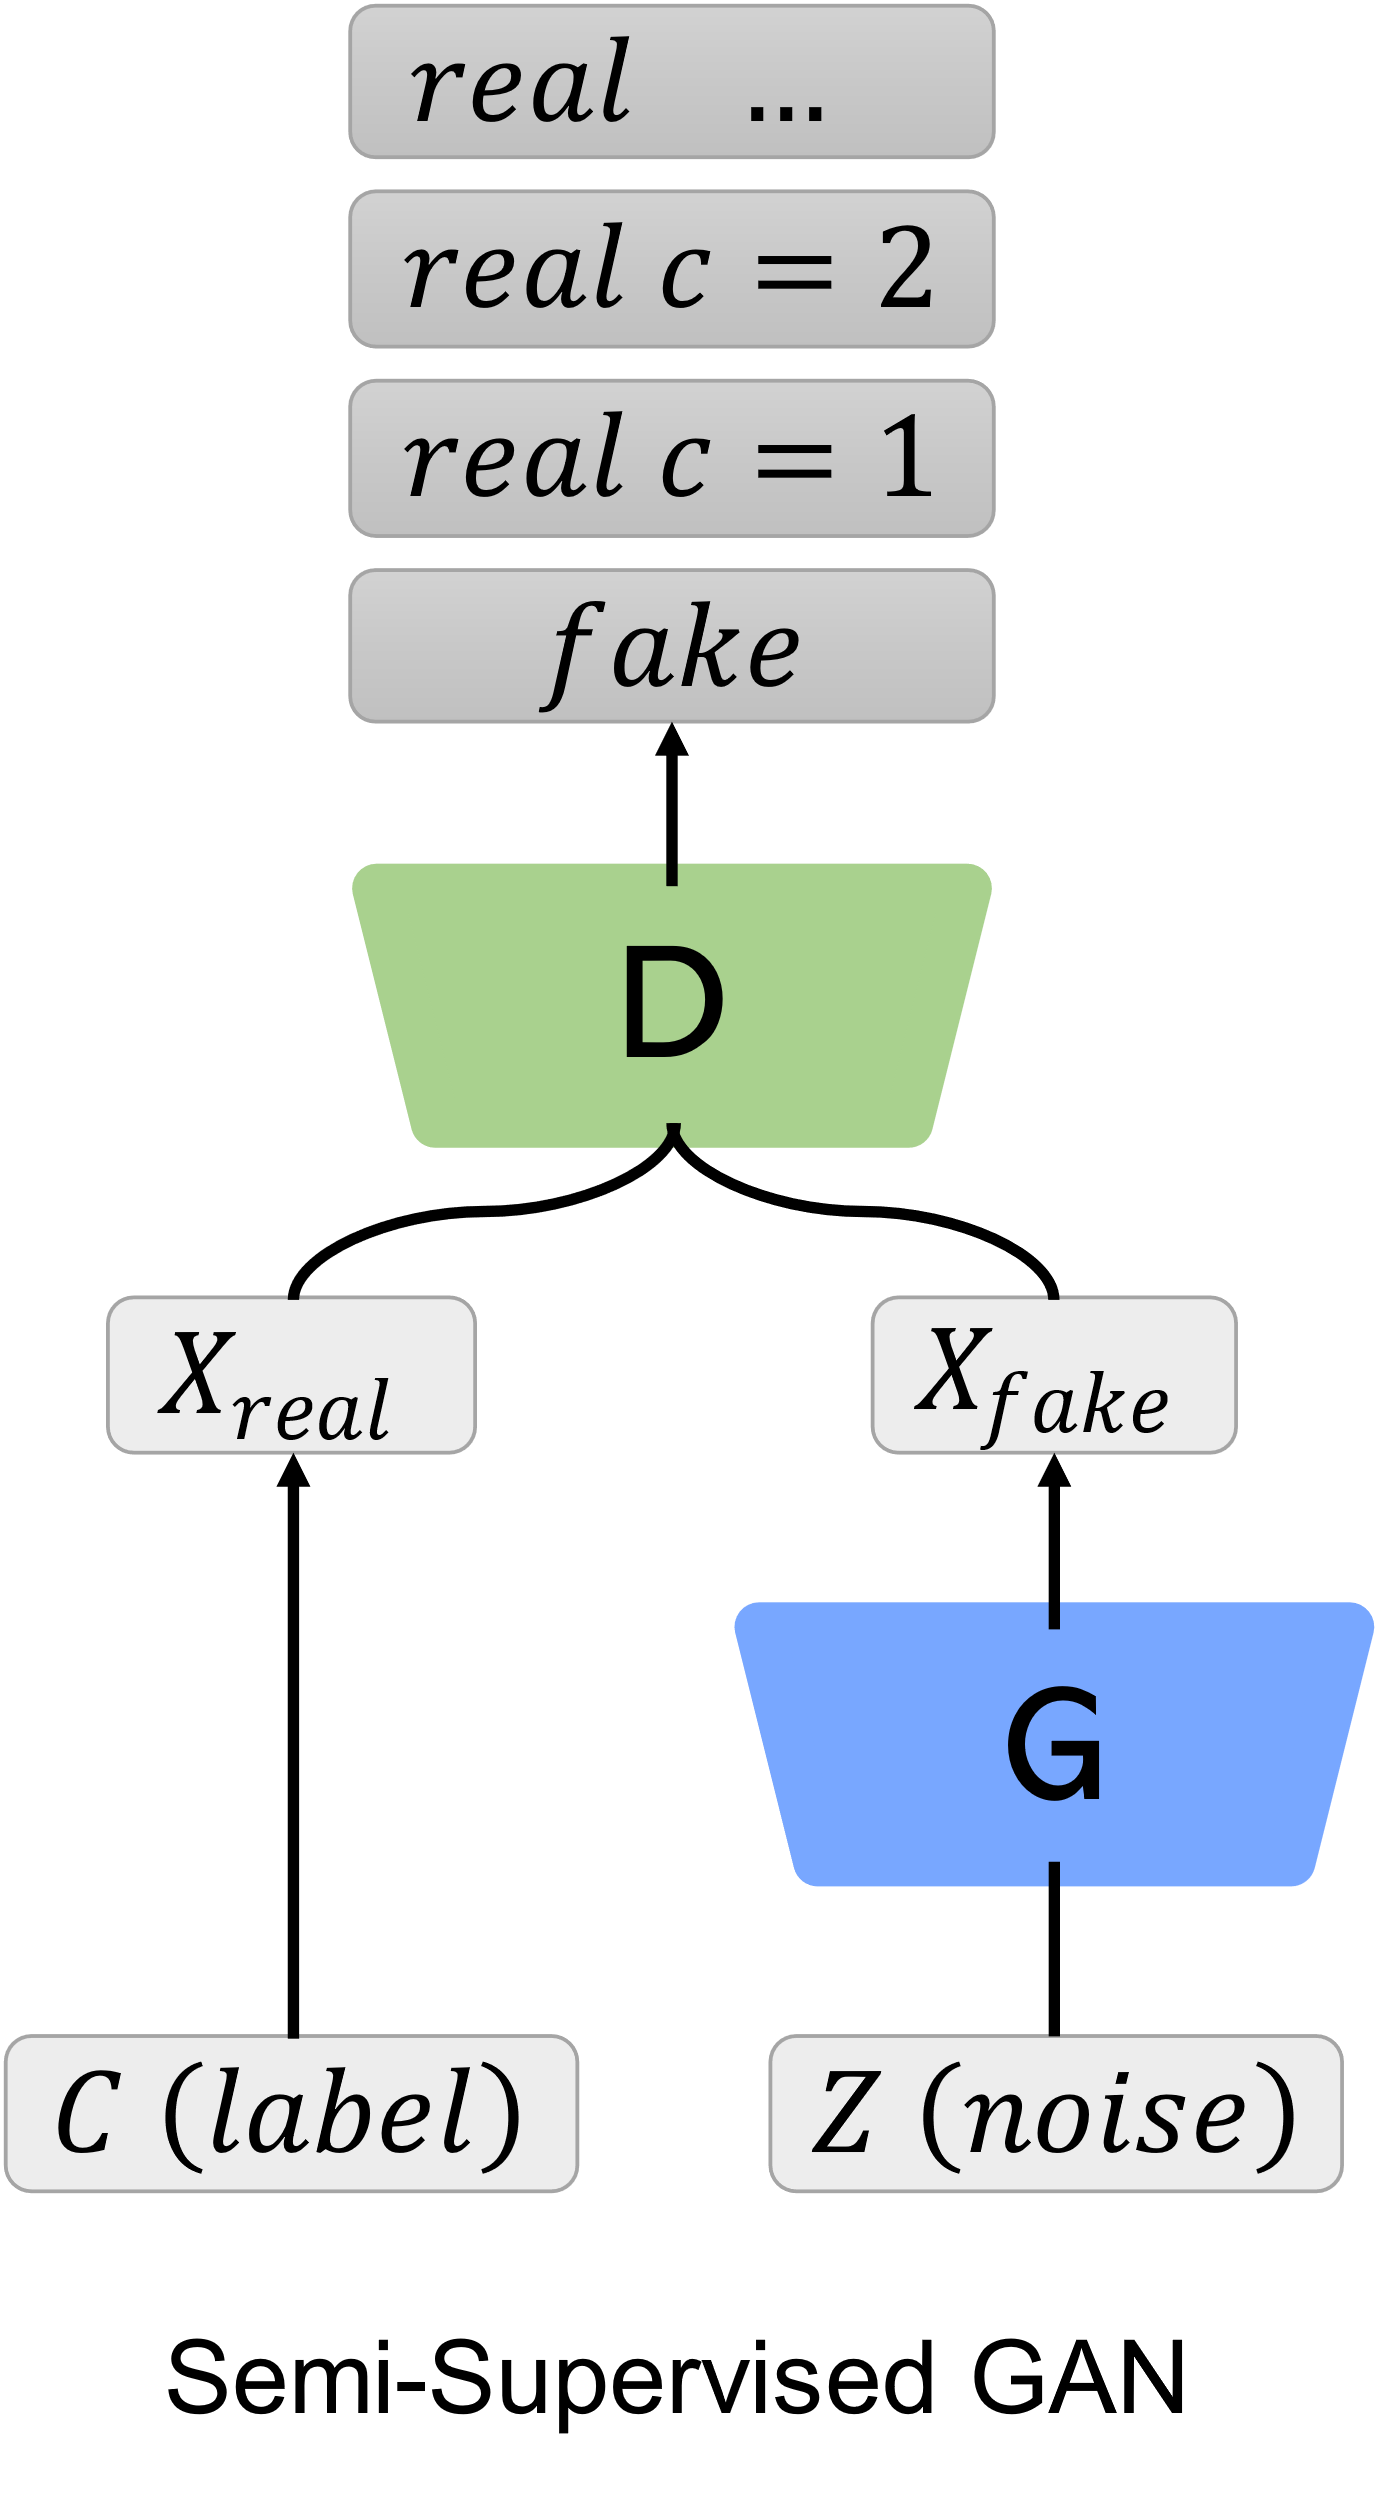 real ...
real c = 2
real c = 1
fake
D
X_real X_fake
G
C (label) Z (noise)
Semi-Supervised GAN